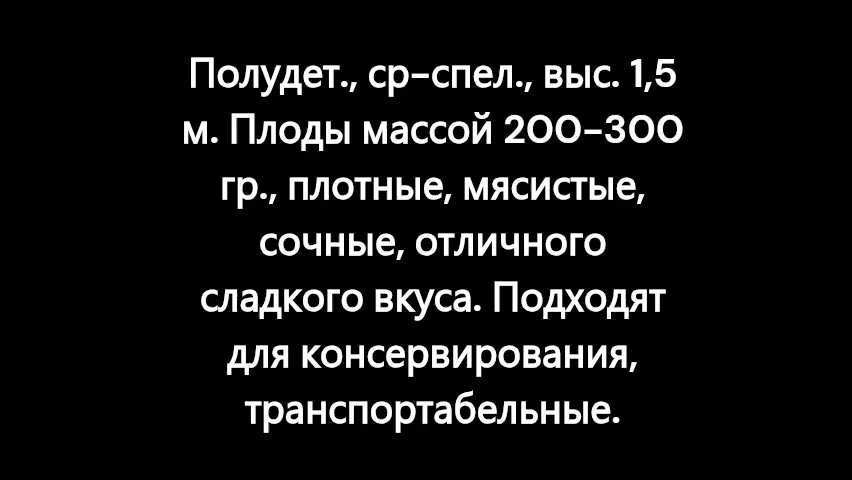 Полудет., ср-спел., выс. 1,5
м. Плоды массой 200-300
гр., плотные, мясистые,
сочные, отличного
сладкого вкуса. Подходят
для консервирования,
транспортабельные.